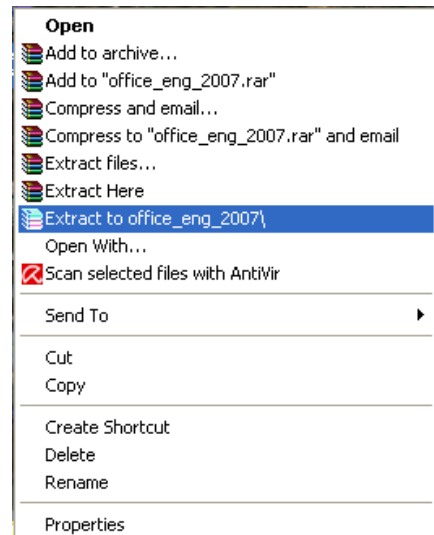 Open
Add to archive...
Add to "office_eng_2007.rar"
Compress and email...
Compress to "office_eng_2007.rar" and email
Extract files...
Extract Here
Extract to office_eng_2007\
Open With...
Scan selected files with AntiVir
Send To
Cut
Copy
Create Shortcut
Delete
Rename
Properties